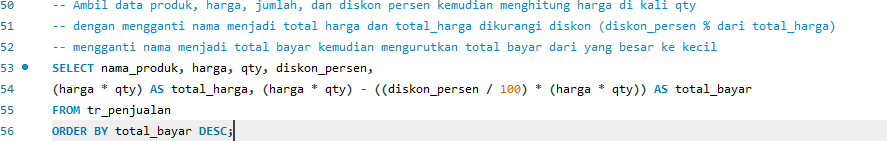 50 -- Ambil data produk, harga, jumlah, dan diskon persen kemudian menghitung harga di kali qty
51 -- dengan mengganti nama menjadi total harga dan total_harga dikurangi diskon (diskon_persen % dari total_harga)
52 -- mengganti nama menjadi total bayar kemudian mengurutkan total bayar dari yang besar ke kecil
53 SELECT nama_produk, harga, qty, diskon_persen,
54 (harga * qty) AS total_harga, (harga * qty) - ((diskon_persen / 100) * (harga * qty)) AS total_bayar
55 FROM tr_penjualan
56 ORDER BY total_bayar DESC;